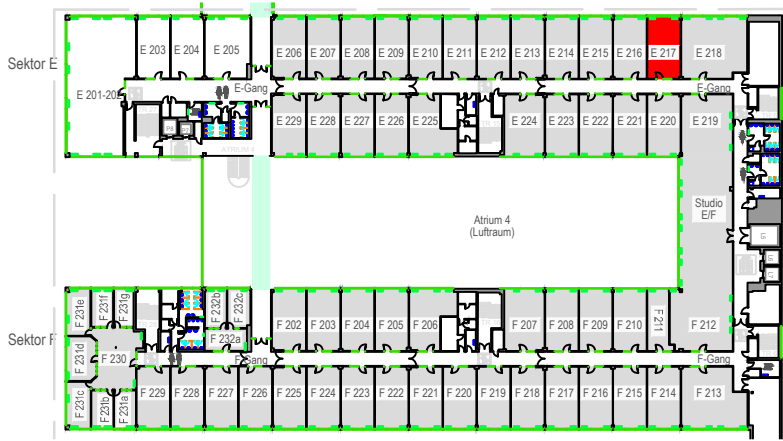 E 203
E 204
E 205
E 206
E 207
E 208
E 209
E 210
E 211
E 212
E 213
E 214
E 215
E 216
E 217
E 218
Sektor E
E 201-202
E-Gang
E-Gang
E 229
E 228
E 227
E 226
E 225
E 224
E 223
E 222
E 221
E 220
E 219
ATRIUM 4
Studio
E/F
Atrium 4
(Luftraum)
F 231e
F 231f
F 231g
F 232b
F 232c
F 202
F 203
F 204
F 205
F 206
F 207
F 208
F 209
F 210
F 211
F 212
Sektor F
F 231d
F 230
F 232a
F-Gang
F-Gang
F 231c
F 231b
F 231a
F 229
F 228
F 227
F 226
F 225
F 224
F 223
F 222
F 221
F 220
F 219
F 218
F 217
F 216
F 215
F 214
F 213